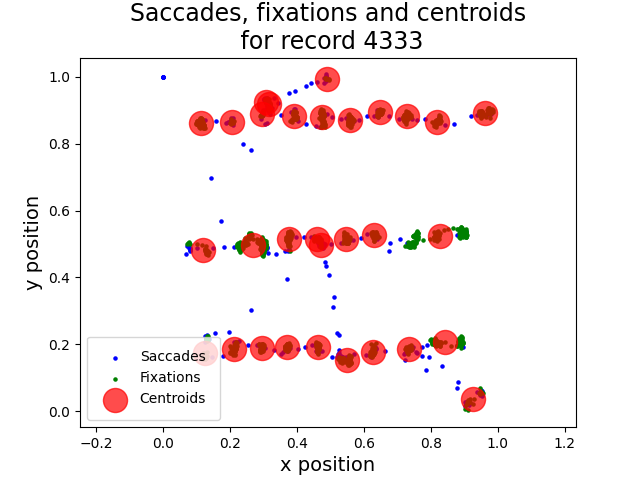 Saccades, fixations and centroids
for record 4333
y position
1.0
0.8
0.6
0.4
0.2
0.0
Saccades
Fixations
Centroids
−0.2
0.0
0.2
0.4
0.6
0.8
1.0
1.2
x position